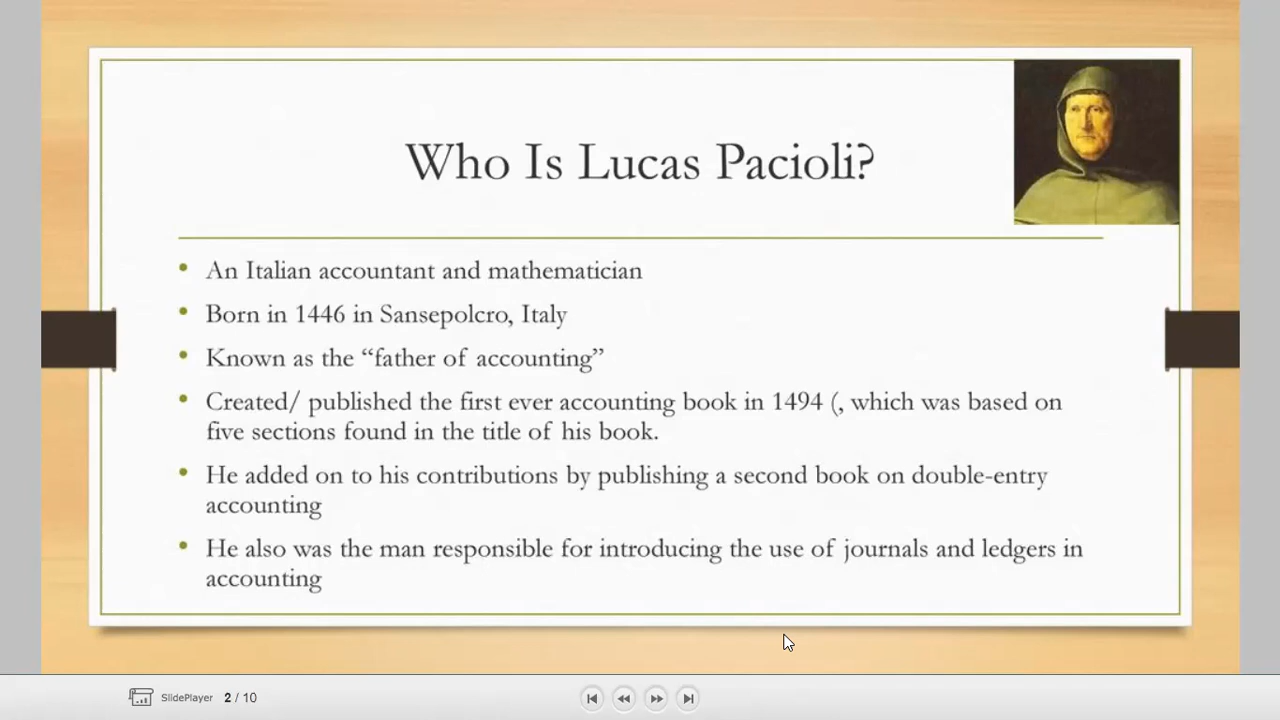 Who Is Lucas Pacioli?
• An Italian accountant and mathematician
• Born in 1446 in Sansepolcro, Italy
• Known as the “father of accounting”
• Created/ published the first ever accounting book in 1494 (, which was based on
five sections found in the title of his book.
• He added on to his contributions by publishing a second book on double-entry
accounting
• He also was the man responsible for introducing the use of journals and ledgers in
accounting
SlidePlayer 2 / 10